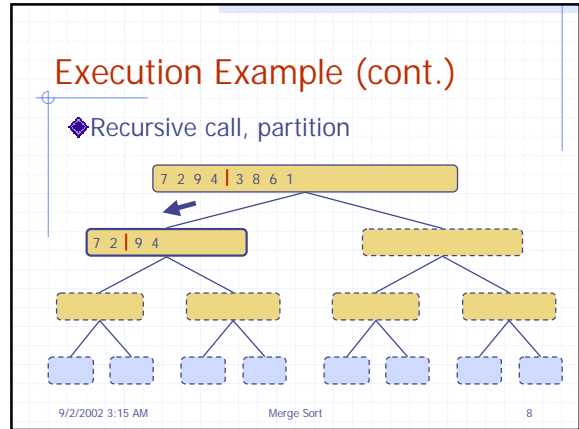 Execution Example (cont.)
Recursive call, partition
7 2 9 4|3 8 6 1
7 2|9 4
9/2/2002 3:15 AM Merge Sort 8